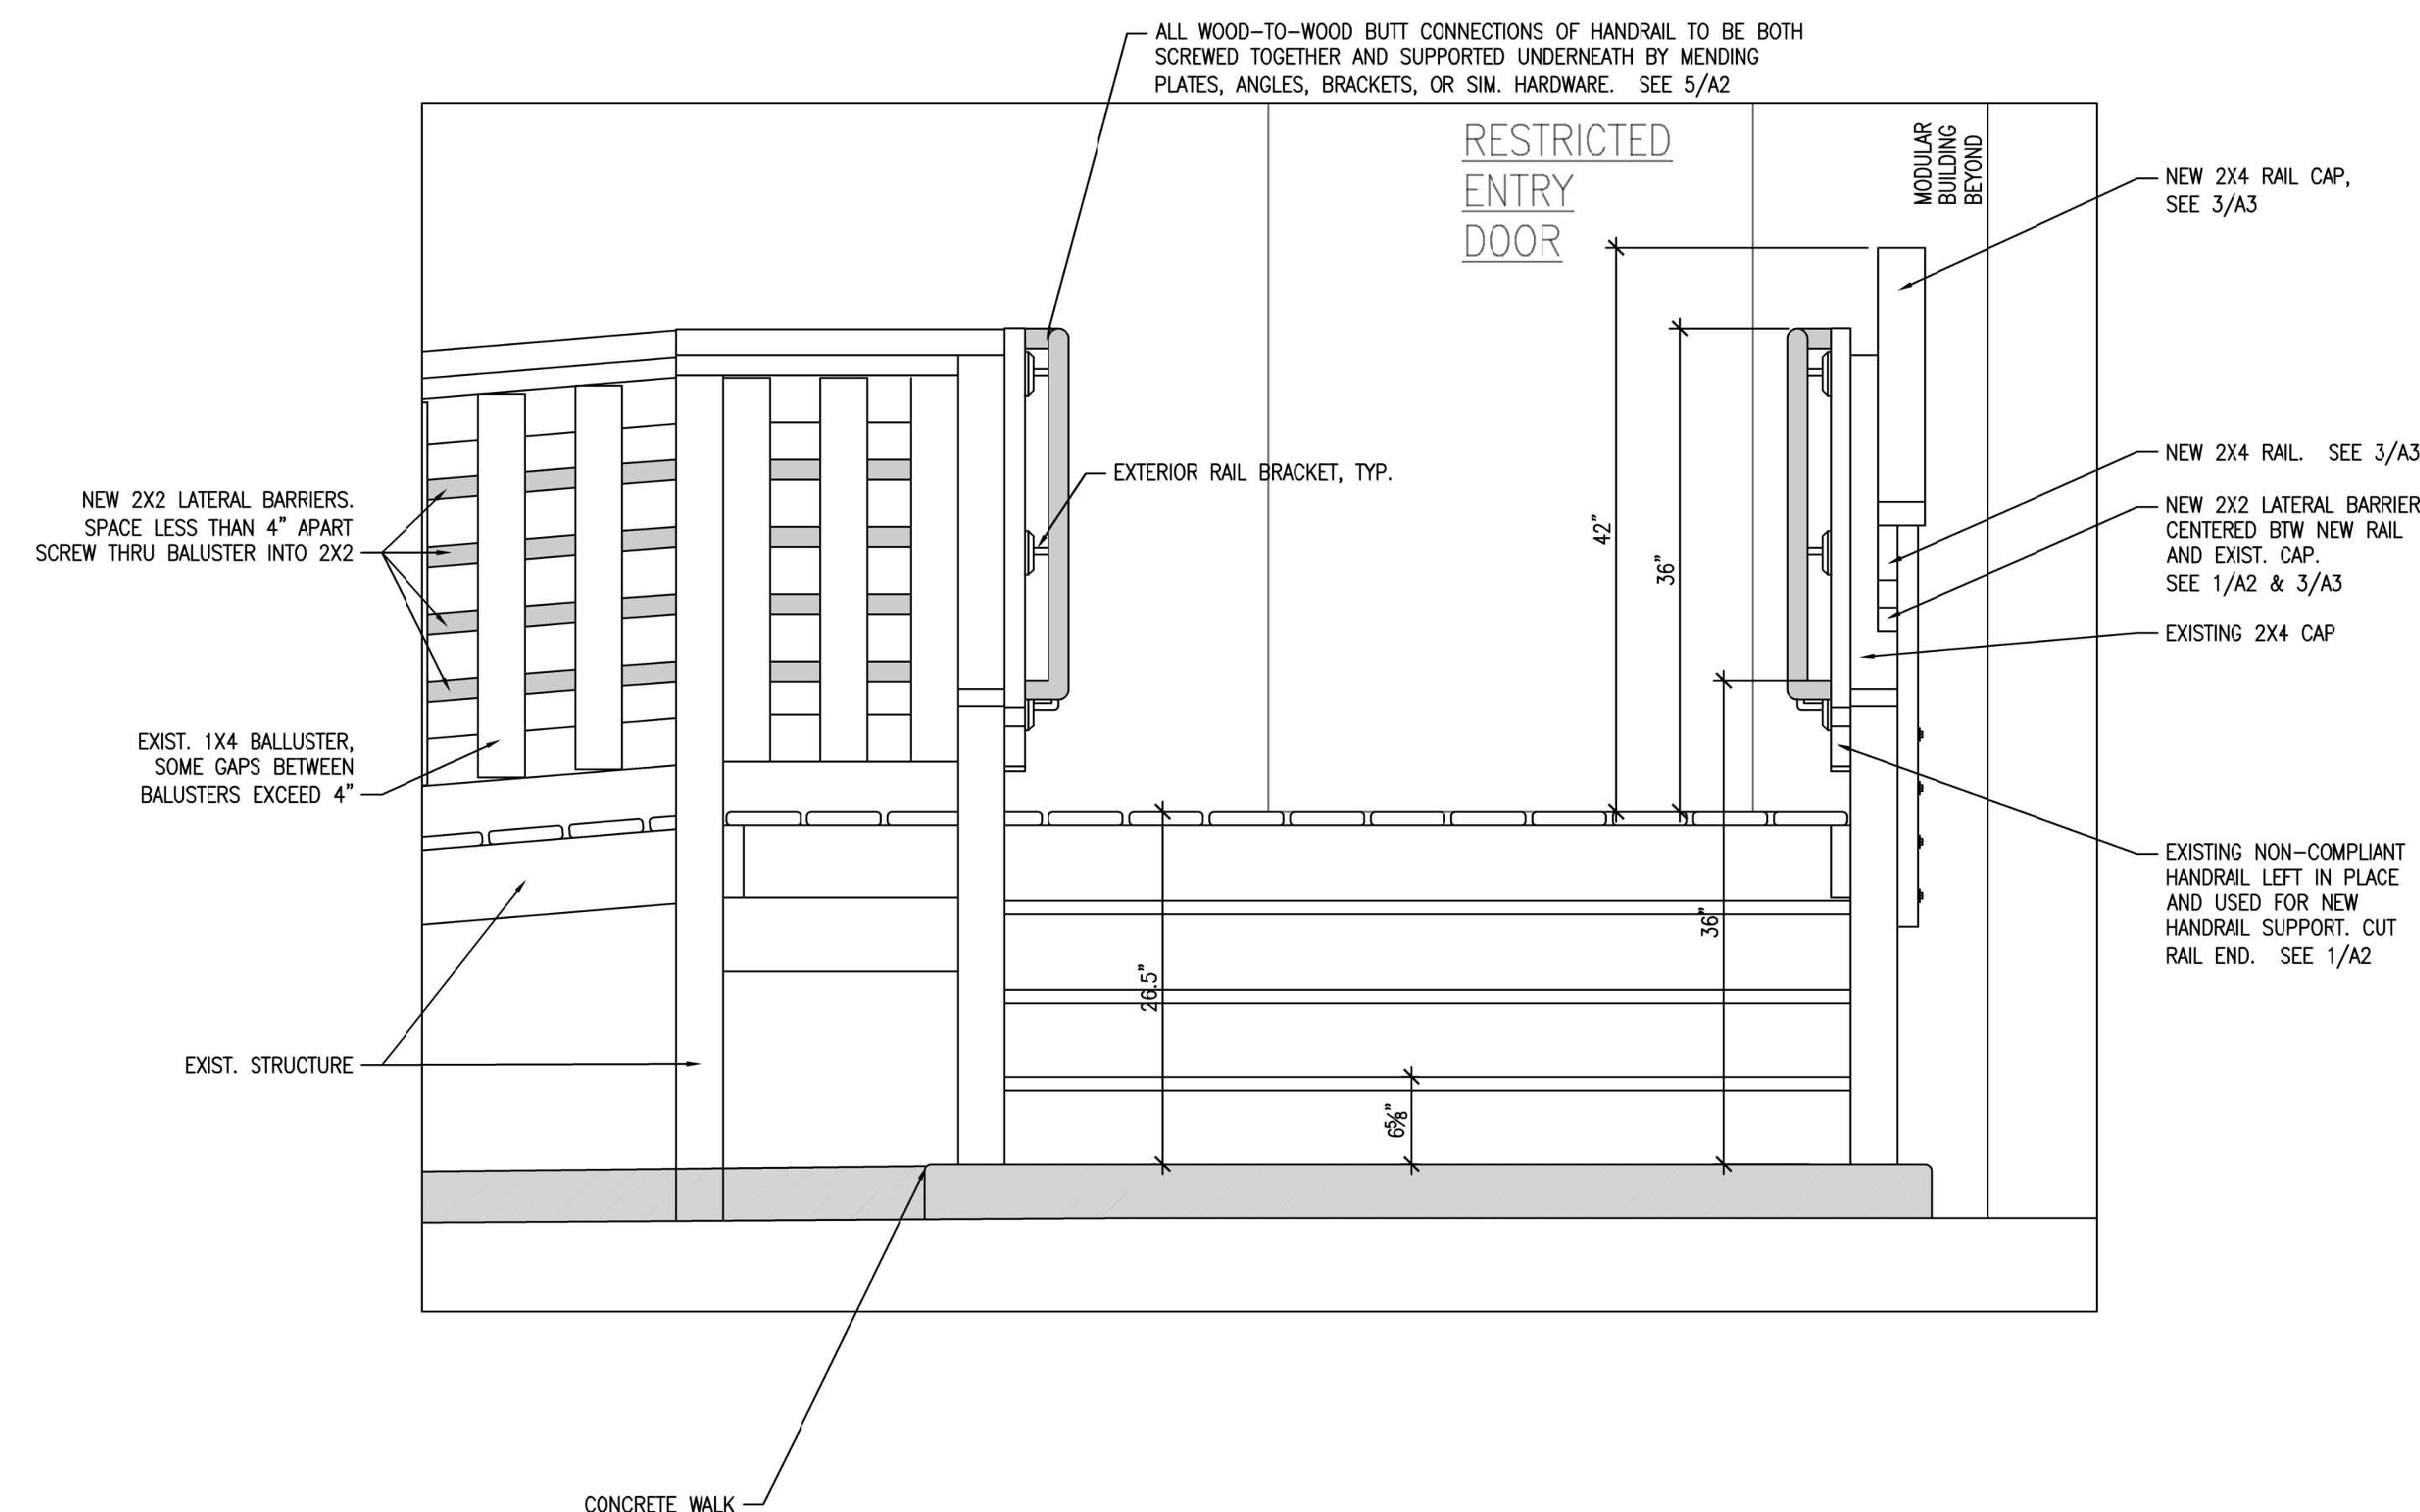 ALL WOOD-TO-WOOD BUTT CONNECTIONS OF HANDRAIL TO BE BOTH
SCREWED TOGETHER AND SUPPORTED UNDERNEATH BY MENDING
PLATES, ANGLES, BRACKETS, OR SIM. HARDWARE. SEE 5/A2
RESTRICTED
ENTRY
DOOR
MODULAR
BUILDING
BEYOND
NEW 2X4 RAIL CAP,
SEE 3/A3
NEW 2X4 RAIL. SEE 3/A3
NEW 2X2 LATERAL BARRIER
CENTERED BTW NEW RAIL
AND EXIST. CAP.
SEE 1/A2 & 3/A3
EXISTING 2X4 CAP
EXISTING NON-COMPLIANT
HANDRAIL LEFT IN PLACE
AND USED FOR NEW
HANDRAIL SUPPORT. CUT
RAIL END. SEE 1/A2
EXTERIOR RAIL BRACKET, TYP.
42"
36"
36"
26.5"
6⅝"
NEW 2X2 LATERAL BARRIERS.
SPACE LESS THAN 4" APART
SCREW THRU BALUSTER INTO 2X2
EXIST. 1X4 BALLUSTER,
SOME GAPS BETWEEN
BALUSTERS EXCEED 4"
EXIST. STRUCTURE
CONCRETE WALK